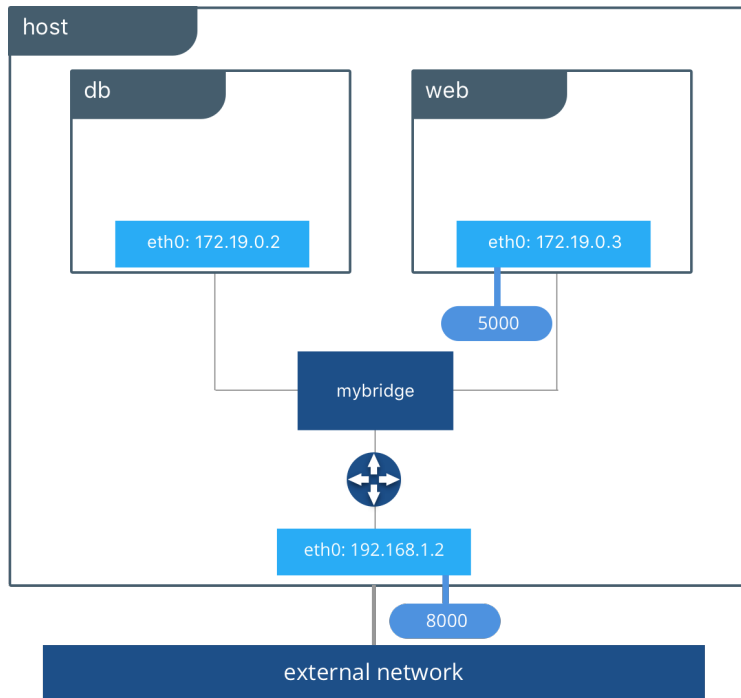 host
db
web
eth0: 172.19.0.2
eth0: 172.19.0.3
5000
mybridge
eth0: 192.168.1.2
8000
external network